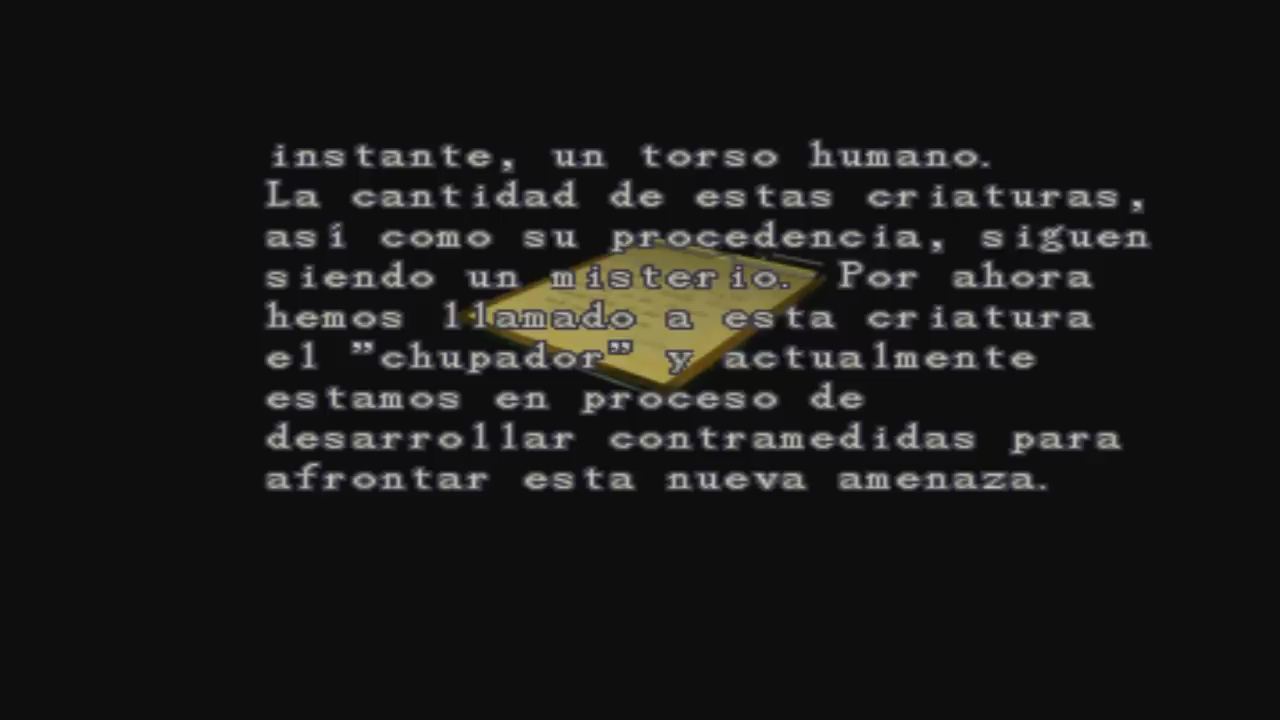 instante, un torso humano.
La cantidad de estas criaturas,
así como su procedencia, siguen
siendo un misterio. Por ahora
hemos llamado a esta criatura
el ”chupador” y actualmente
estamos en proceso de
desarrollar contramedidas para
afrontar esta nueva amenaza.